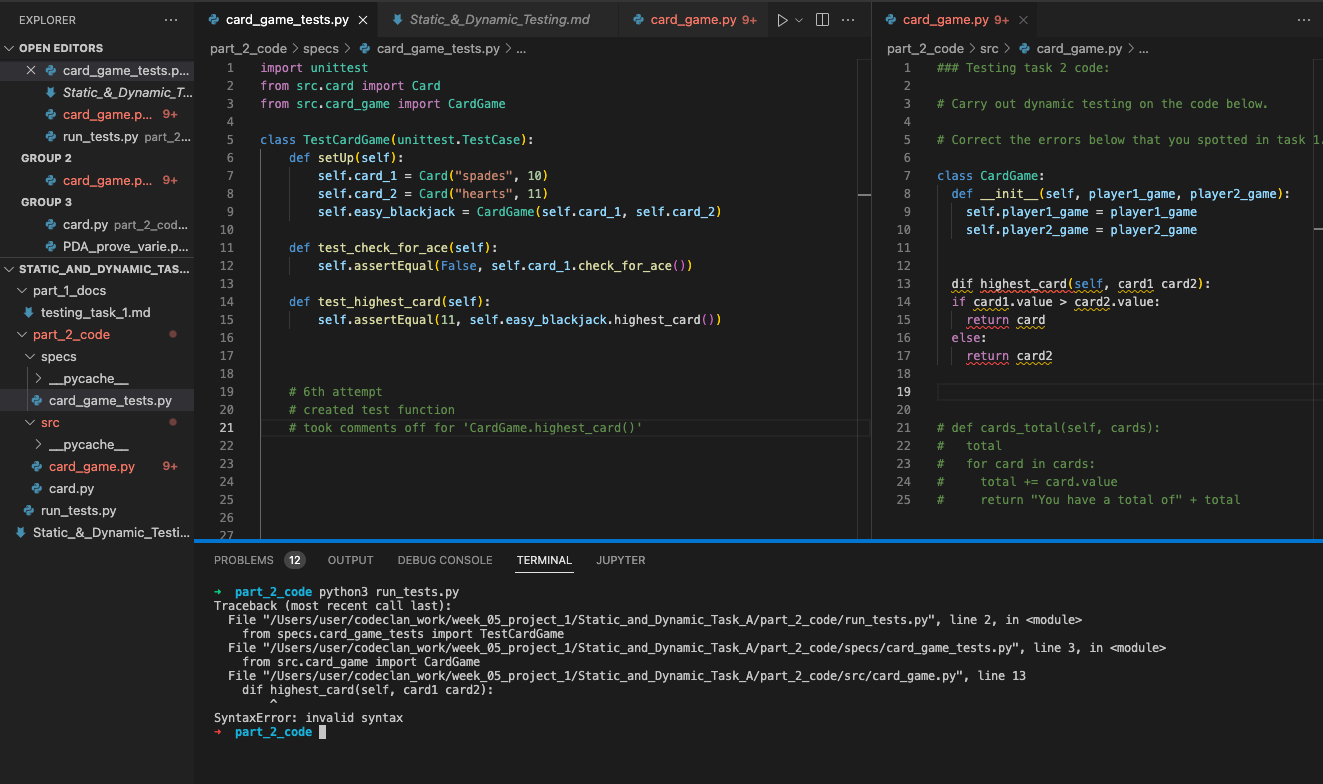 EXPLORER
OPEN EDITORS
card_game_tests.p...
Static_&_Dynamic_T...
card_game.p... 9+
run_tests.py part_2...
GROUP 2
card_game.p... 9+
GROUP 3
card.py part_2_cod...
PDA_prove_varie.p...
STATIC_AND_DYNAMIC_TAS...
part_1_docs
testing_task_1.md
part_2_code
specs
__pycache__
card_game_tests.py
src
__pycache__
card_game.py 9+
card.py
run_tests.py
Static_&_Dynamic_Testi...
card_game_tests.py
Static_&_Dynamic_Testing.md
card_game.py 9+
part_2_code > specs > card_game_tests.py > ...
1 import unittest
2 from src.card import Card
3 from src.card_game import CardGame
4
5 class TestCardGame(unittest.TestCase):
6 def setUp(self):
7 self.card_1 = Card("spades", 10)
8 self.card_2 = Card("hearts", 11)
9 self.easy_blackjack = CardGame(self.card_1, self.card_2)
10
11 def test_check_for_ace(self):
12 self.assertEqual(False, self.card_1.check_for_ace())
13
14 def test_highest_card(self):
15 self.assertEqual(11, self.easy_blackjack.highest_card())
16
17
18
19 # 6th attempt
20 # created test function
21 # took comments off for 'CardGame.highest_card()'
22
23
24
25
26
27
card_game.py 9+
part_2_code > src > card_game.py > ...
1 ### Testing task 2 code:
2
3 # Carry out dynamic testing on the code below.
4
5 # Correct the errors below that you spotted in task 1.
6
7 class CardGame:
8 def __init__(self, player1_game, player2_game):
9 self.player1_game = player1_game
10 self.player2_game = player2_game
11
12
13 dif highest_card(self, card1 card2):
14 if card1.value > card2.value:
15 return card
16 else:
17 return card2
18
19
20
21 # def cards_total(self, cards):
22 # total
23 # for card in cards:
24 # total += card.value
25 # return "You have a total of" + total
PROBLEMS 12 OUTPUT DEBUG CONSOLE TERMINAL JUPYTER
→ part_2_code python3 run_tests.py
Traceback (most recent call last):
File "/Users/user/codeclan_work/week_05_project_1/Static_and_Dynamic_Task_A/part_2_code/run_tests.py", line 2, in <module>
from specs.card_game_tests import TestCardGame
File "/Users/user/codeclan_work/week_05_project_1/Static_and_Dynamic_Task_A/part_2_code/specs/card_game_tests.py", line 3, in <module>
from src.card_game import CardGame
File "/Users/user/codeclan_work/week_05_project_1/Static_and_Dynamic_Task_A/part_2_code/src/card_game.py", line 13
dif highest_card(self, card1 card2):
^
SyntaxError: invalid syntax
→ part_2_code